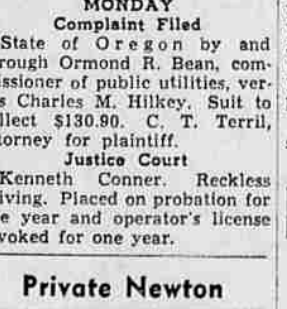 MONDAY
Complaint Filed
State of Oregon by and
rough Ormond R. Bean, com-
ssioner of public utilities, ver-
s Charles M. Hilkey. Suit to
llect $130.90. C. T. Terril,
torney for plaintiff.
Justice Court
Kenneth Conner. Reckless
iving. Placed on probation for
e year and operator's license
voked for one year.
Private Newton